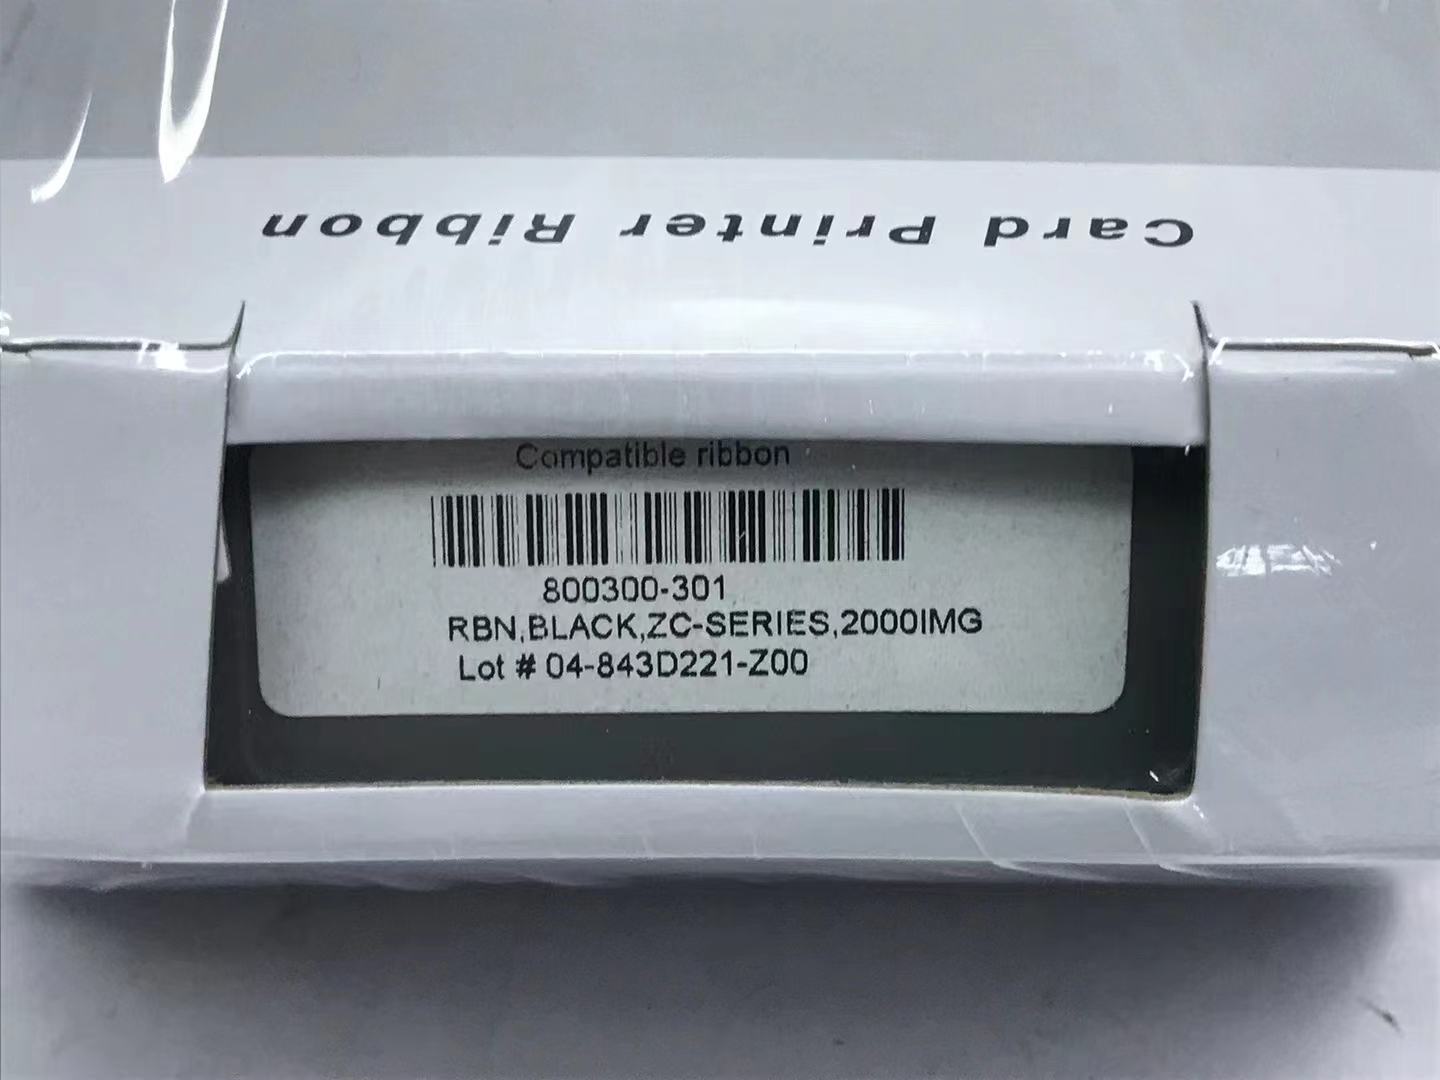 Card Printer Ribbon
Compatible ribbon
800300-301
RBN,BLACK,ZC-SERIES,2000IMG
Lot # 04-843D221-Z00